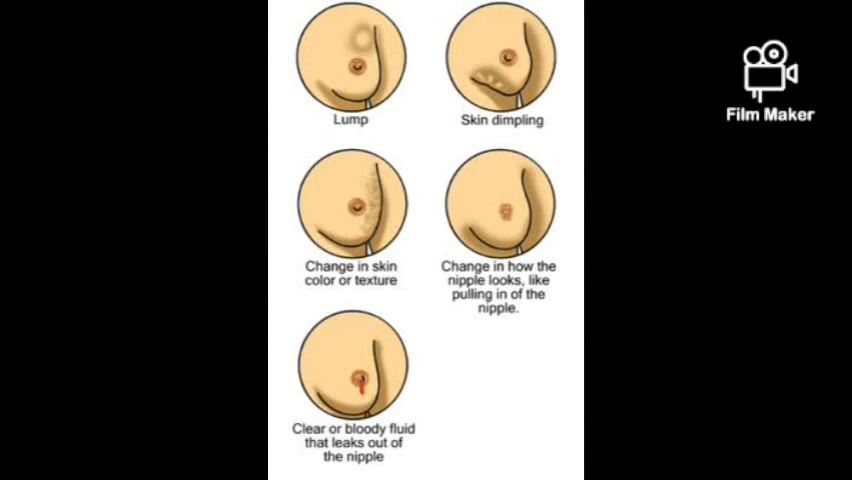 Lump
Skin dimpling
Film Maker
Change in skin
color or texture
Change in how the
nipple looks, like
pulling in of the
nipple.
Clear or bloody fluid
that leaks out of
the nipple